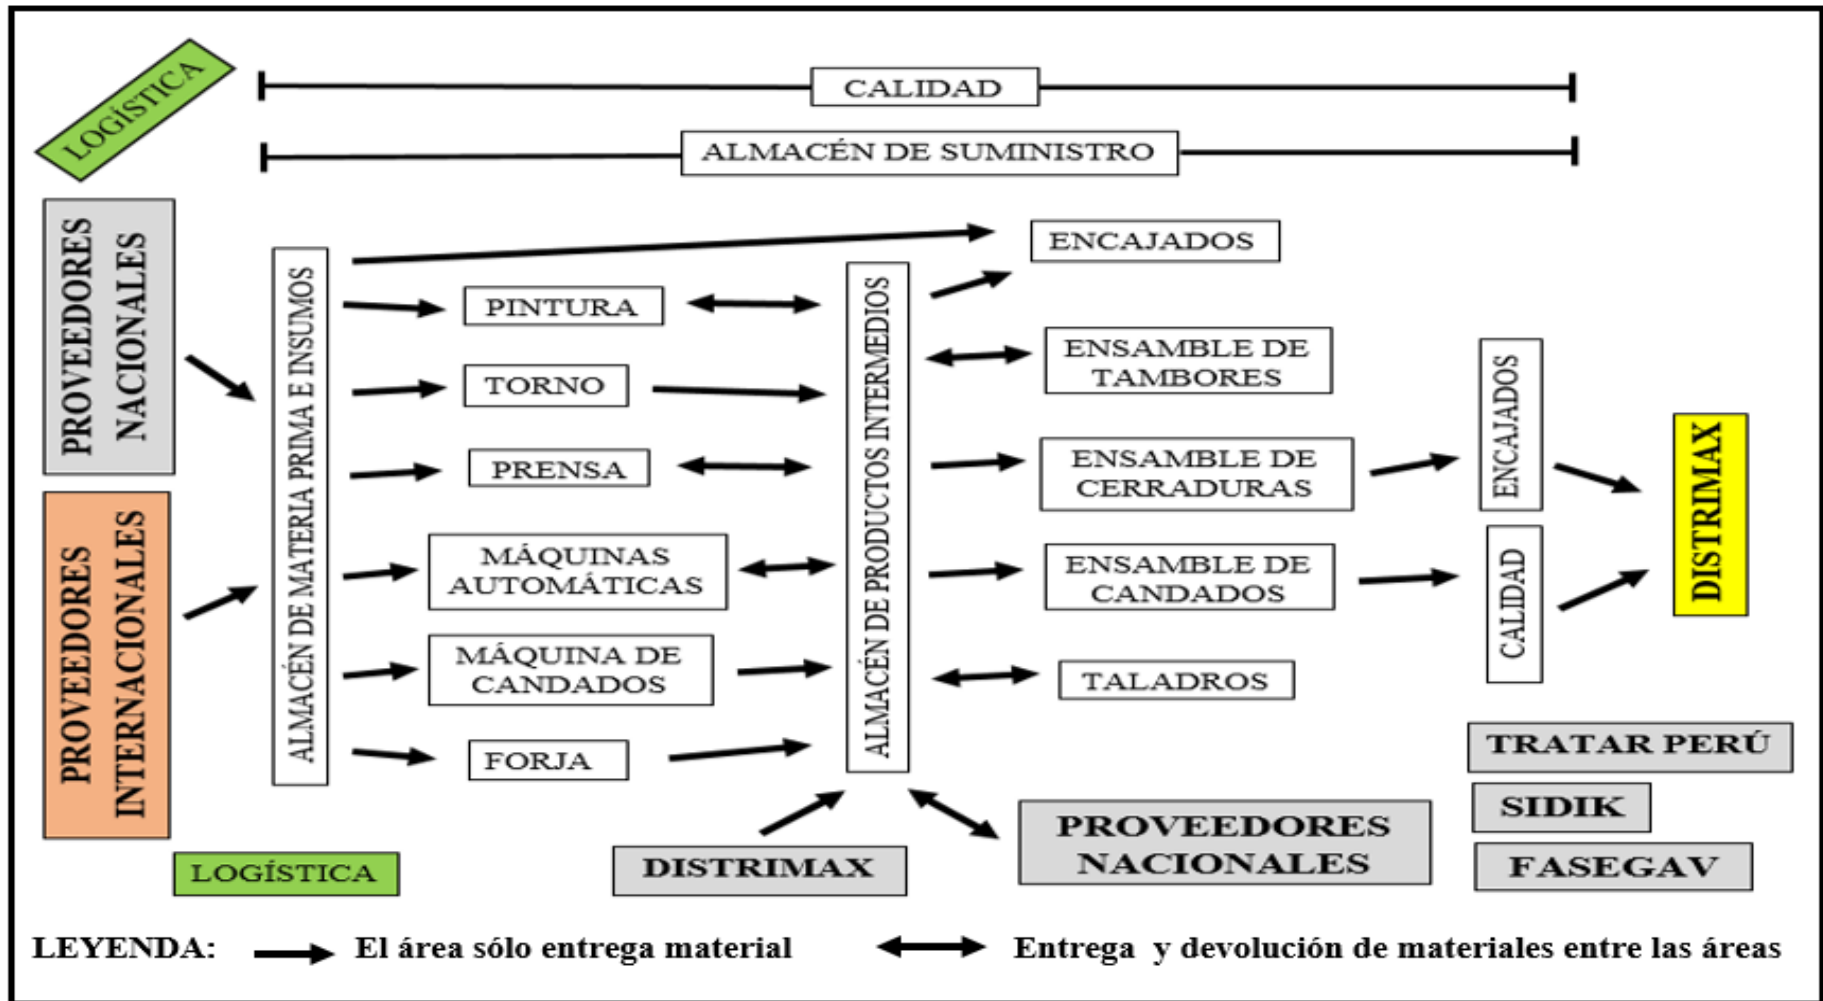 LOGÍSTICA
CALIDAD
ALMACÉN DE SUMINISTRO
PROVEEDORES
NACIONALES
PROVEEDORES
INTERNACIONALES
LOGÍSTICA
ALMACÉN DE MATERIA PRIMA E INSUMOS
PINTURA
TORNO
PRENSA
MÁQUINAS
AUTOMÁTICAS
MÁQUINA DE
CANDADOS
FORJA
ALMACÉN DE PRODUCTOS INTERMEDIOS
DISTRIMAX
ENCAJADOS
ENSAMBLE DE
TAMBORES
ENSAMBLE DE
CERRADURAS
ENSAMBLE DE
CANDADOS
TALADROS
PROVEEDORES
NACIONALES
ENCAJADOS
CALIDAD
DISTRIMAX
TRATAR PERÚ
SIDIK
FASEGAV
LEYENDA: El área sólo entrega material Entrega y devolución de materiales entre las áreas